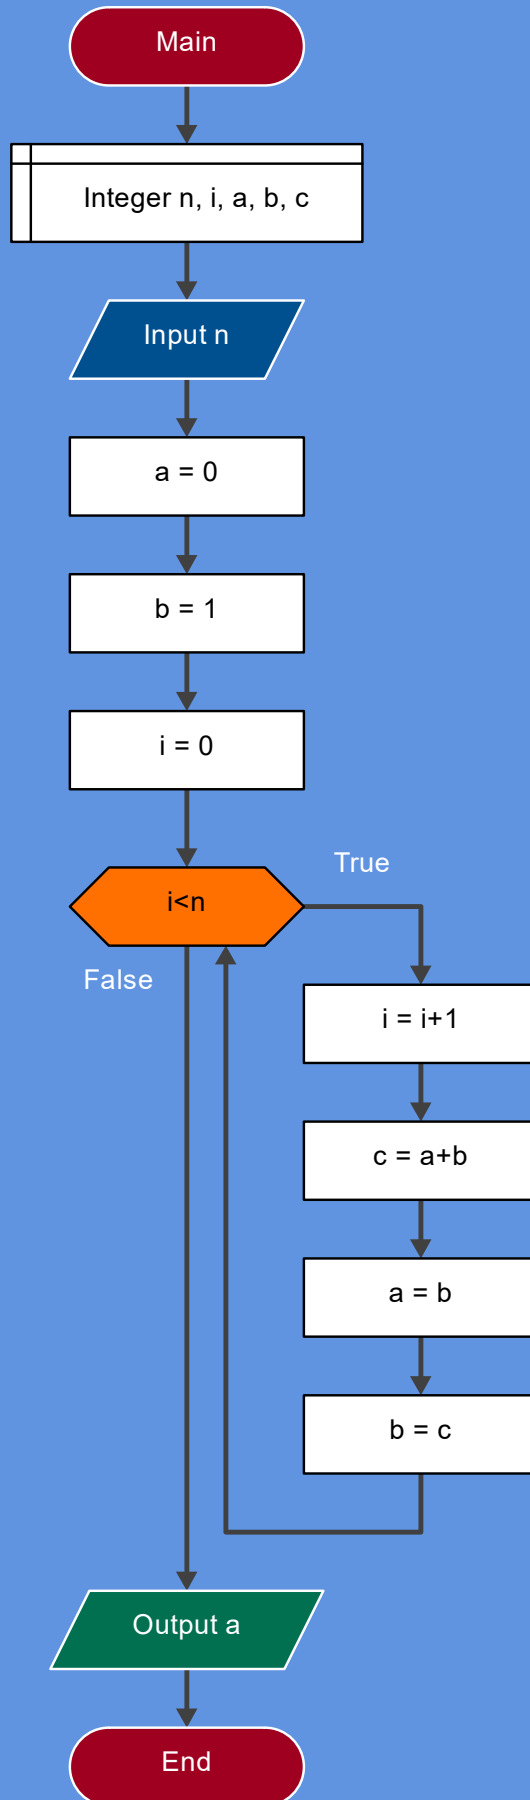 Main
Integer n, i, a, b, c
Input n
a = 0
b = 1
i = 0
i<n
True
False
i = i+1
c = a+b
a = b
b = c
Output a
End